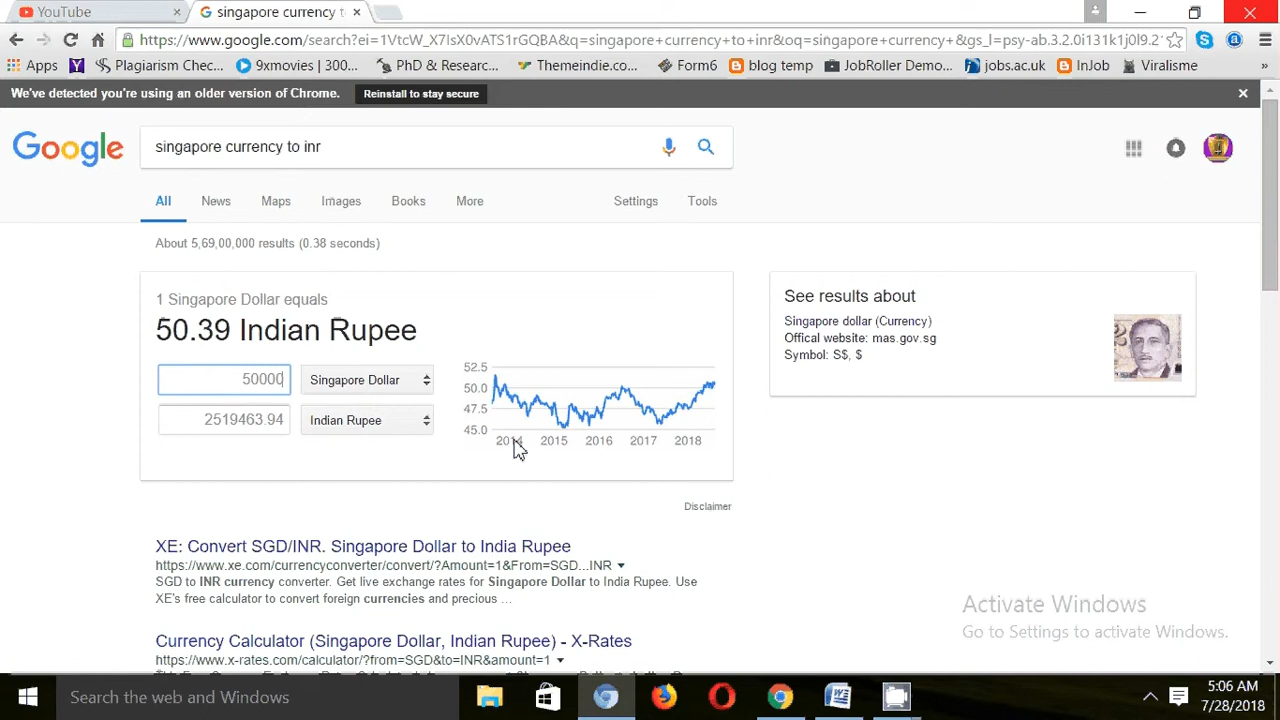 YouTube
singapore currency to
https://www.google.com/search?ei=1VtcW_X7IsX0vATS1rGQBA&q=singapore+currency+to+inr&oq=singapore+currency+&gs_l=psy-ab.3.2.0i131k1j0l9.2
Apps
Plagiarism Chec...
9xmovies | 300...
PhD & Researc...
Themeindie.co...
Form6
blog temp
JobRoller Demo...
jobs.ac.uk
InJob
Viralisme
»
We've detected you're using an older version of Chrome.
Reinstall to stay secure
Google
singapore currency to inr
All
News
Maps
Images
Books
More
Settings
Tools
About 5,69,00,000 results (0.38 seconds)
1 Singapore Dollar equals
50.39 Indian Rupee
50000
Singapore Dollar
2519463.94
Indian Rupee
52.5
50.0
47.5
45.0
2014
2015
2016
2017
2018
Disclaimer
See results about
Singapore dollar (Currency)
Offical website: mas.gov.sg
Symbol: S$, $
XE: Convert SGD/INR. Singapore Dollar to India Rupee
https://www.xe.com/currencyconverter/convert/?Amount=1&From=SGD...INR
SGD to INR currency converter. Get live exchange rates for Singapore Dollar to India Rupee. Use
XE's free calculator to convert foreign currencies and precious ...
Currency Calculator (Singapore Dollar, Indian Rupee) - X-Rates
https://www.x-rates.com/calculator/?from=SGD&to=INR&amount=1
Activate Windows
Go to Settings to activate Windows.
Search the web and Windows
5:06 AM
7/28/2018